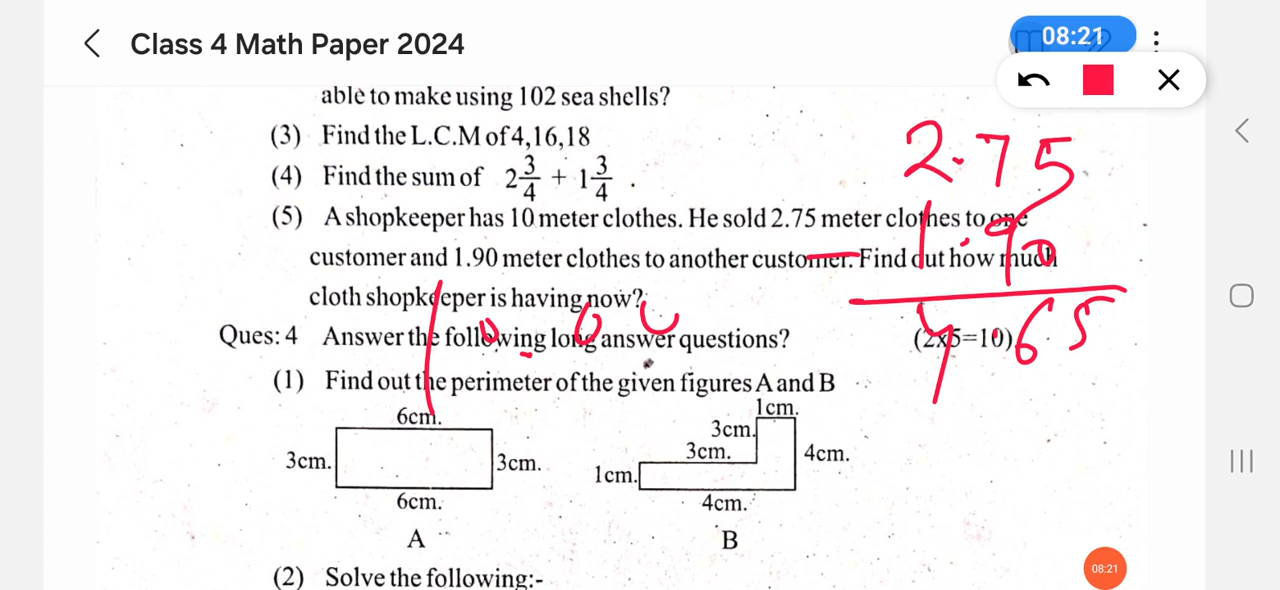 Class 4 Math Paper 2024
08:21
able to make using 102 sea shells?
(3) Find the L.C.M of 4,16,18
(4) Find the sum of 2 3/4 + 1 3/4 .
(5) A shopkeeper has 10 meter clothes. He sold 2.75 meter clothes to one
customer and 1.90 meter clothes to another customer. Find out how much
cloth shopkeeper is having now?
2.75
1.90
4.65
10.00
Ques: 4 Answer the following long answer questions? (2x5=10)
(1) Find out the perimeter of the given figures A and B
6cm. 1cm.
3cm.
3cm. 3cm. 3cm. 4cm.
1cm.
6cm. 4cm.
A B
(2) Solve the following:-
08:21